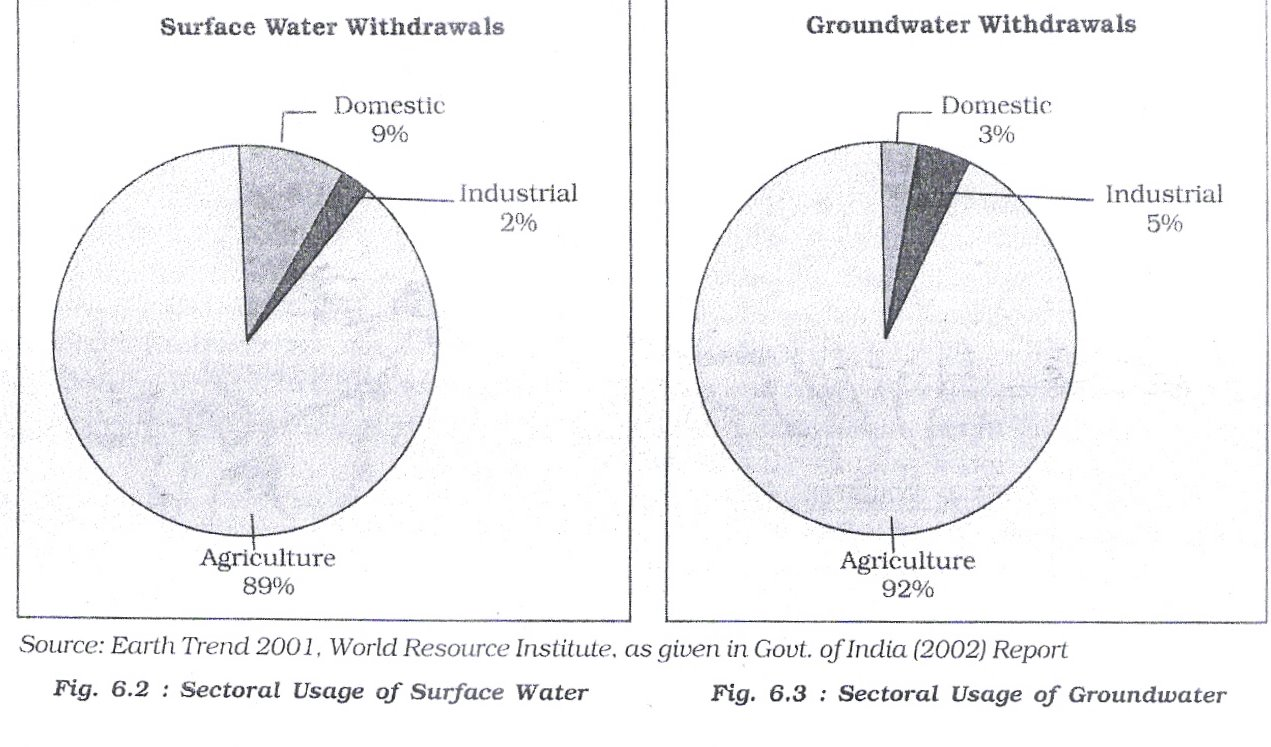 Surface Water Withdrawals
Domestic
9%
Industrial
2%
Agriculture
89%
Groundwater Withdrawals
Domestic
3%
Industrial
5%
Agriculture
92%
Source: Earth Trend 2001, World Resource Institute, as given in Govt. of India (2002) Report
Fig. 6.2 : Sectoral Usage of Surface Water
Fig. 6.3 : Sectoral Usage of Groundwater